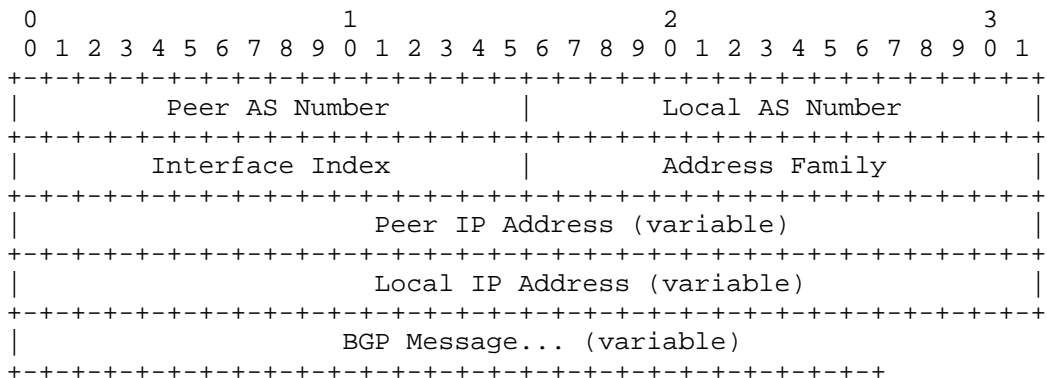 0                   1                   2                   3
 0 1 2 3 4 5 6 7 8 9 0 1 2 3 4 5 6 7 8 9 0 1 2 3 4 5 6 7 8 9 0 1
+-+-+-+-+-+-+-+-+-+-+-+-+-+-+-+-+-+-+-+-+-+-+-+-+-+-+-+-+-+-+-+-+
|         Peer AS Number        |        Local AS Number        |
+-+-+-+-+-+-+-+-+-+-+-+-+-+-+-+-+-+-+-+-+-+-+-+-+-+-+-+-+-+-+-+-+
|        Interface Index        |        Address Family         |
+-+-+-+-+-+-+-+-+-+-+-+-+-+-+-+-+-+-+-+-+-+-+-+-+-+-+-+-+-+-+-+-+
|                      Peer IP Address (variable)               |
+-+-+-+-+-+-+-+-+-+-+-+-+-+-+-+-+-+-+-+-+-+-+-+-+-+-+-+-+-+-+-+-+
|                      Local IP Address (variable)              |
+-+-+-+-+-+-+-+-+-+-+-+-+-+-+-+-+-+-+-+-+-+-+-+-+-+-+-+-+-+-+-+-+
|                    BGP Message... (variable)
+-+-+-+-+-+-+-+-+-+-+-+-+-+-+-+-+-+-+-+-+-+-+-+-+-+-+-+